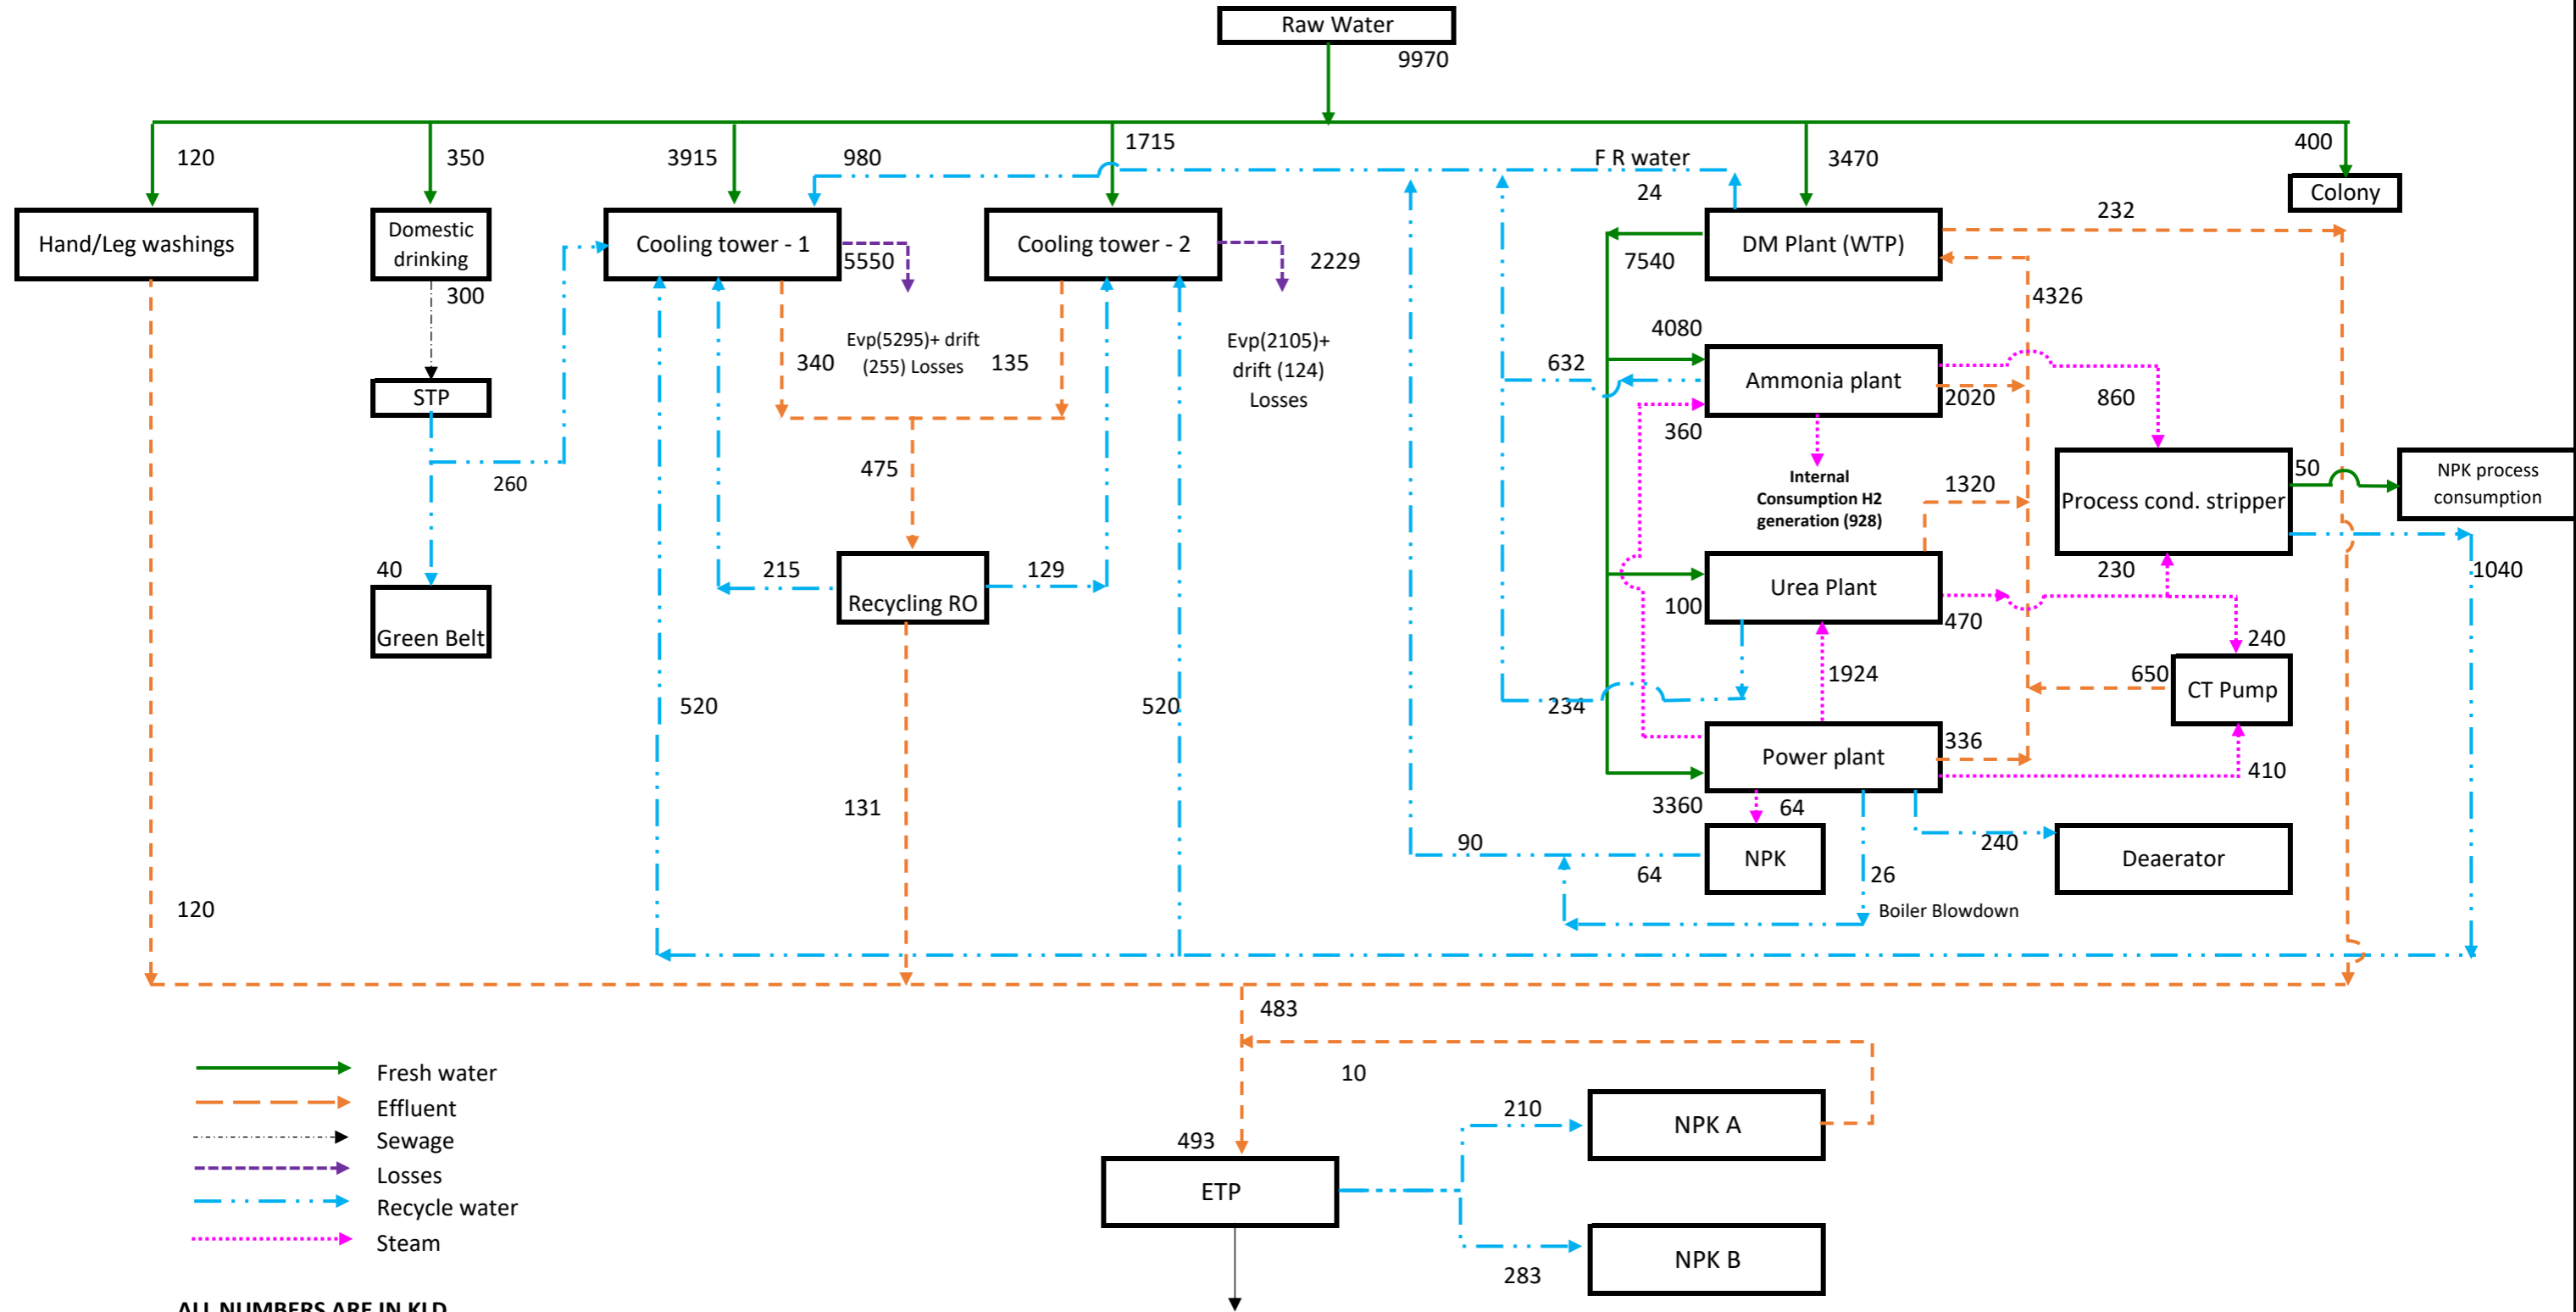 Raw Water
9970
120
350
3915
980
1715
F R water
24
3470
400
Colony
Hand/Leg washings
Domestic
drinking
Cooling tower - 1
Cooling tower - 2
DM Plant (WTP)
232
5550
2229
7540
300
4326
Evp(5295)+ drift
(255) Losses
Evp(2105)+
drift (124)
Losses
340
135
4080
632
Ammonia plant
2020
860
STP
360
Internal
Consumption H2
generation (928)
475
260
1320
Process cond. stripper
50
NPK process
consumption
40
Green Belt
215
Recycling RO
129
Urea Plant
100
470
230
1040
240
1924
650
CT Pump
520
520
234
Power plant
336
410
131
3360
64
90
64
NPK
26
240
Deaerator
120
Boiler Blowdown
483
10
Fresh water
Effluent
Sewage
Losses
Recycle water
Steam
493
ETP
210
NPK A
283
NPK B
ALL NUMBERS ARE IN KLD